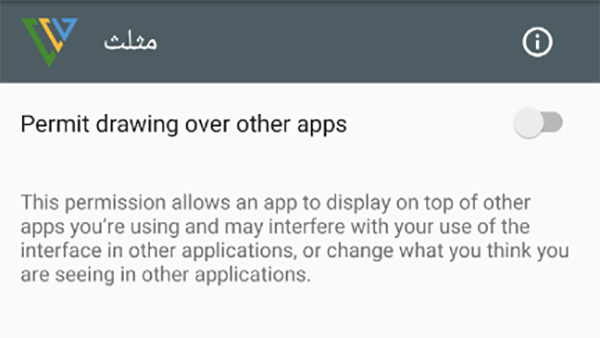 مثلث
Permit drawing over other apps
This permission allows an app to display on top of other
apps you're using and may interfere with your use of the
interface in other applications, or change what you think you
are seeing in other applications.